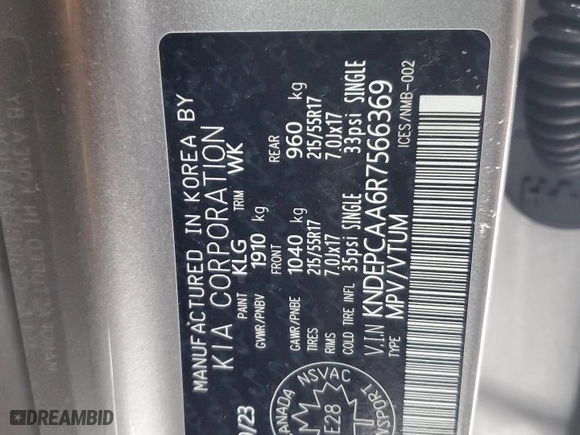 MANUFACTURED IN KOREA BY
KIA CORPORATION
PAINT KLG TRIM WK
GVWR/PNBV 1910 kg
FRONT REAR
GAWR/PNBE 1040 kg 960 kg
TIRES 215/55R17 215/55R17
RIMS 7.0Jx17 7.0Jx17
COLD TIRE INFL 35psi SINGLE 33psi SINGLE
V.I.N KNDEPCAA6R7566369
TYPE MPV/VTUM
ICES/NMB-002
/23
CANADA
NSVAC
E28
TRANSPORT
DREAMBID